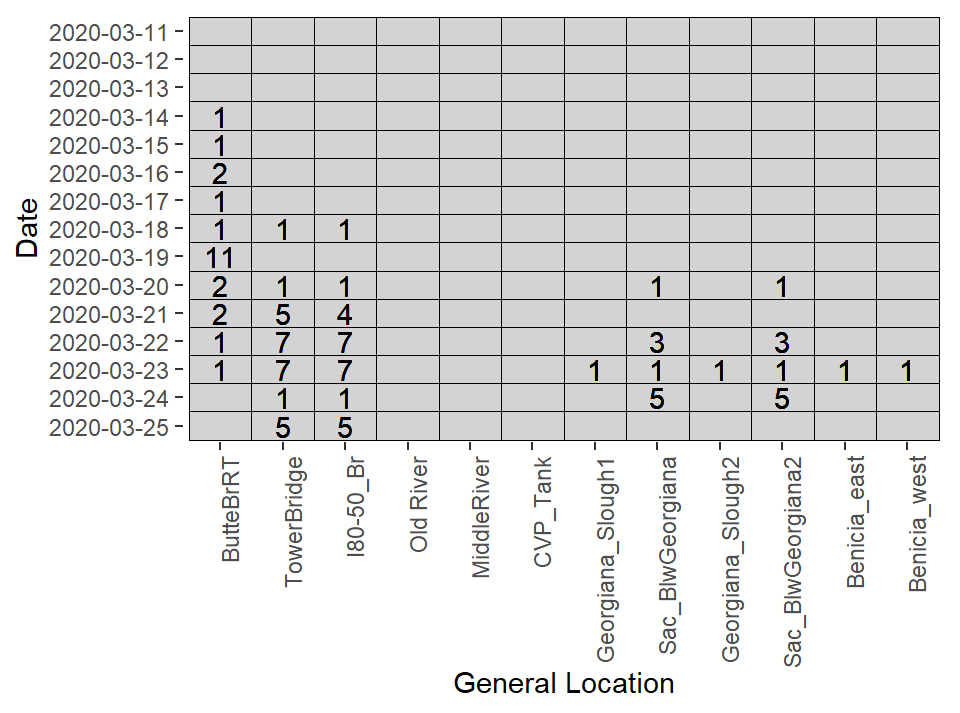 2020-03-11
2020-03-12
2020-03-13
2020-03-14 1
2020-03-15 1
2020-03-16 2
2020-03-17 1
2020-03-18 1 1 1
2020-03-19 11
2020-03-20 2 1 1 1 1
2020-03-21 2 5 4
2020-03-22 1 7 7 3 3
2020-03-23 1 7 7 1 1 1 1 1 1
2020-03-24 1 1 5 5
2020-03-25 5 5
Date
ButteBrRT
TowerBridge
I80-50_Br
Old River
MiddleRiver
CVP_Tank
Georgiana_Slough1
Sac_BlwGeorgiana
Georgiana_Slough2
Sac_BlwGeorgiana2
Benicia_east
Benicia_west
General Location